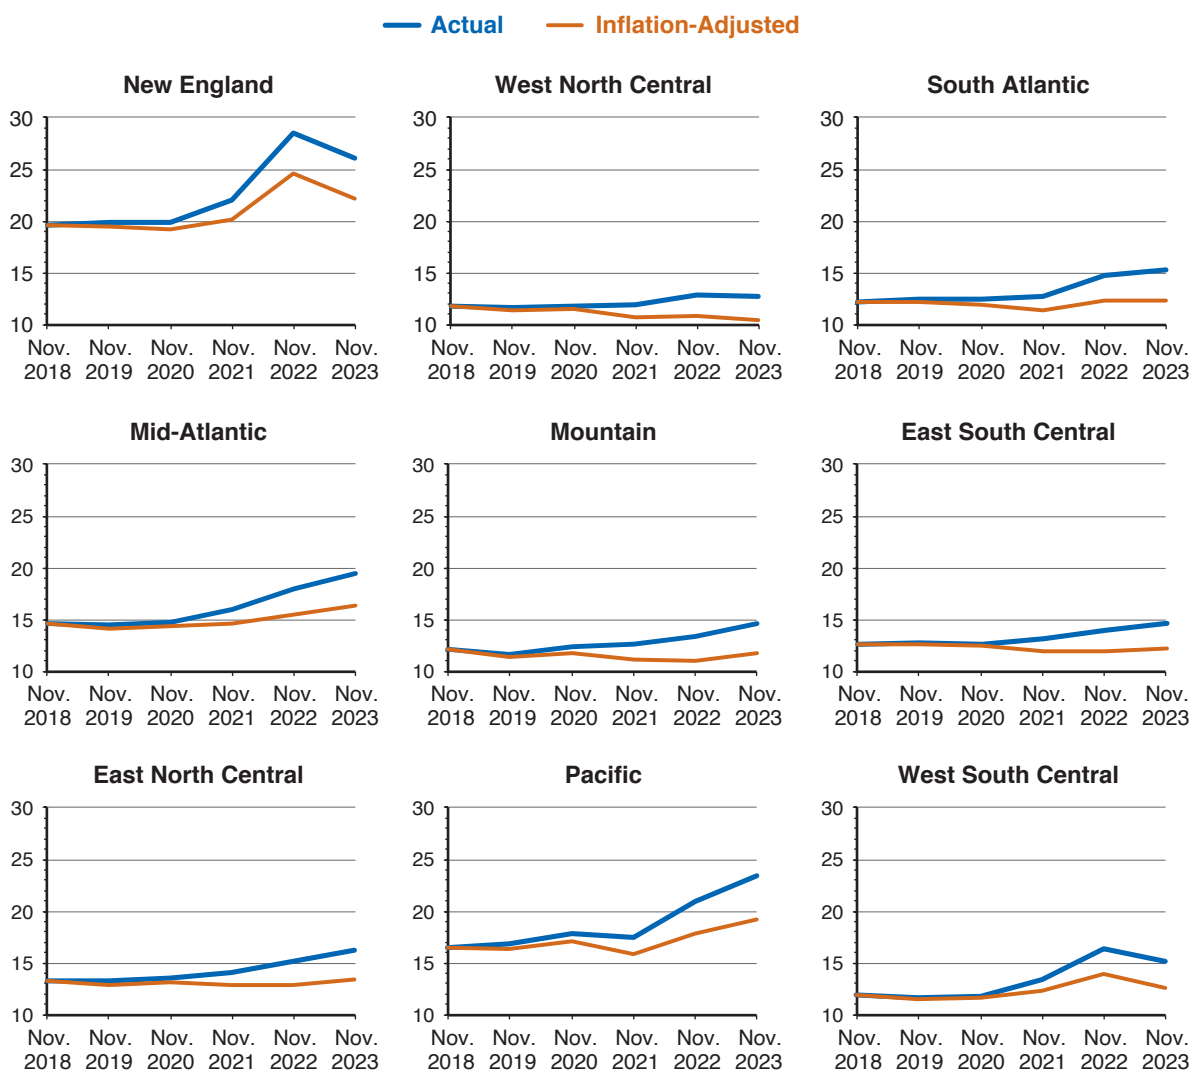 Actual Inflation-Adjusted
New England
30
25
20
15
10
Nov. Nov. Nov. Nov. Nov. Nov.
2018 2019 2020 2021 2022 2023
West North Central
30
25
20
15
10
Nov. Nov. Nov. Nov. Nov. Nov.
2018 2019 2020 2021 2022 2023
South Atlantic
30
25
20
15
10
Nov. Nov. Nov. Nov. Nov. Nov.
2018 2019 2020 2021 2022 2023
Mid-Atlantic
30
25
20
15
10
Nov. Nov. Nov. Nov. Nov. Nov.
2018 2019 2020 2021 2022 2023
Mountain
30
25
20
15
10
Nov. Nov. Nov. Nov. Nov. Nov.
2018 2019 2020 2021 2022 2023
East South Central
30
25
20
15
10
Nov. Nov. Nov. Nov. Nov. Nov.
2018 2019 2020 2021 2022 2023
East North Central
30
25
20
15
10
Nov. Nov. Nov. Nov. Nov. Nov.
2018 2019 2020 2021 2022 2023
Pacific
30
25
20
15
10
Nov. Nov. Nov. Nov. Nov. Nov.
2018 2019 2020 2021 2022 2023
West South Central
30
25
20
15
10
Nov. Nov. Nov. Nov. Nov. Nov.
2018 2019 2020 2021 2022 2023